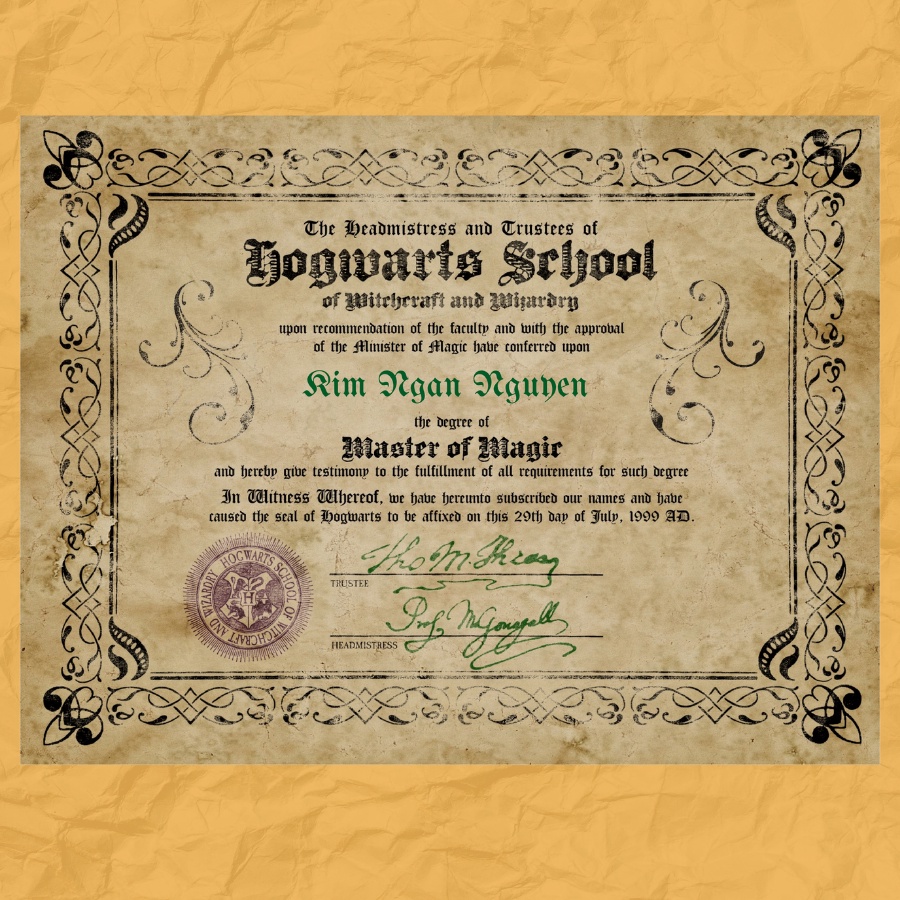 The Headmistress and Trustees of
Hogwarts School
of Witchcraft and Wizardry
upon recommendation of the faculty and with the approval
of the Minister of Magic have conferred upon
Kim Ngan Nguyen
the degree of
Master of Magic
and hereby give testimony to the fulfillment of all requirements for such degree
In Witness Whereof, we have hereunto subscribed our names and have
caused the seal of Hogwarts to be affixed on this 29th day of July, 1999 AD.
HOGWARTS SCHOOL OF WITCHCRAFT AND WIZARDRY
H
TRUSTEE
Prof. McGonagall
HEADMISTRESS